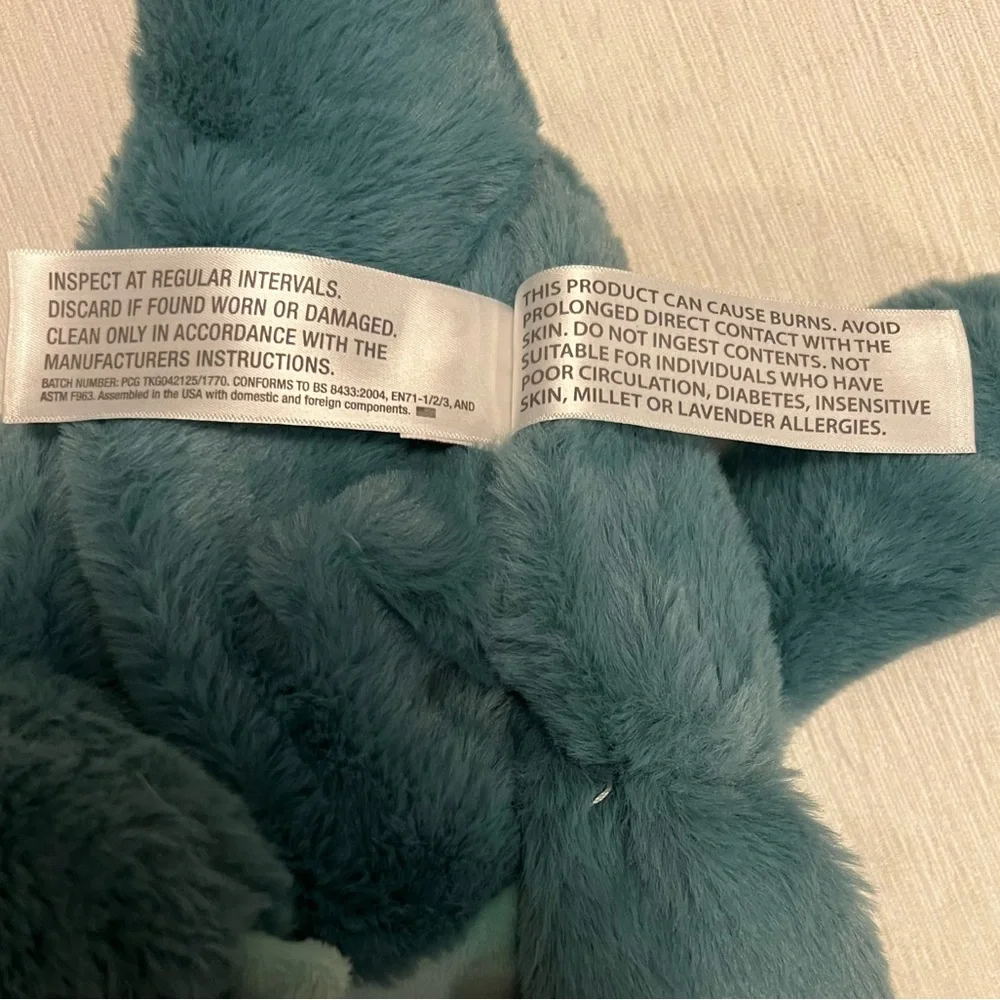 INSPECT AT REGULAR INTERVALS.
DISCARD IF FOUND WORN OR DAMAGED.
CLEAN ONLY IN ACCORDANCE WITH THE
MANUFACTURERS INSTRUCTIONS.
BATCH NUMBER: PCG TKG042125/1770. CONFORMS TO BS 8433:2004, EN71-1/2/3, AND
ASTM F963. Assembled in the USA with domestic and foreign components.
THIS PRODUCT CAN CAUSE BURNS. AVOID
PROLONGED DIRECT CONTACT WITH THE
SKIN. DO NOT INGEST CONTENTS. NOT
SUITABLE FOR INDIVIDUALS WHO HAVE
POOR CIRCULATION, DIABETES, INSENSITIVE
SKIN, MILLET OR LAVENDER ALLERGIES.